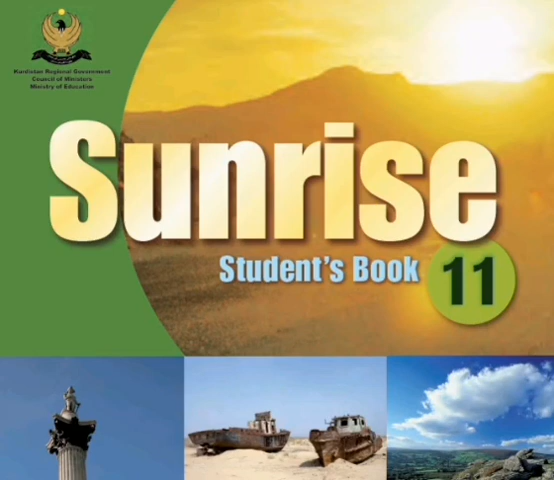 Kurdistan Regional Government
Council of Ministers
Ministry of Education
Sunrise
Student's Book
11